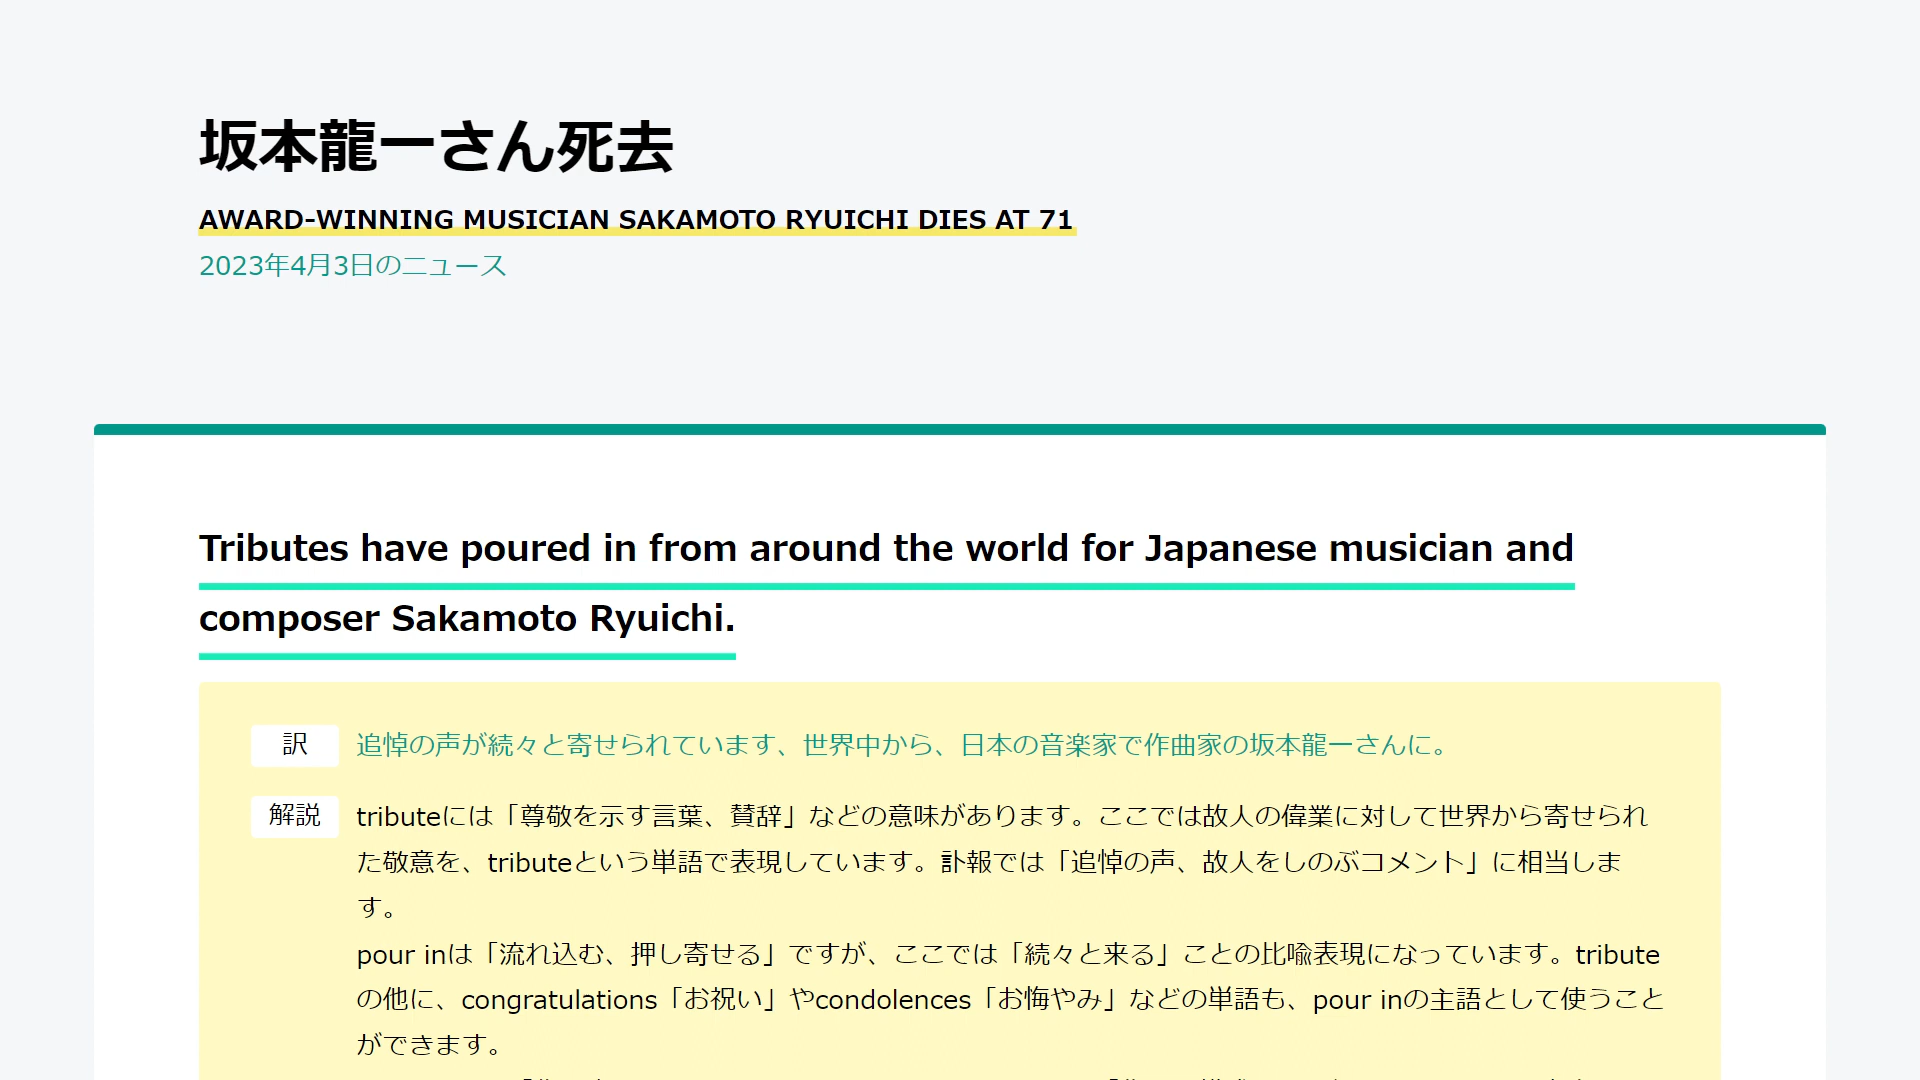 坂本龍一さん死去
AWARD-WINNING MUSICIAN SAKAMOTO RYUICHI DIES AT 71
2023年4月3日のニュース
Tributes have poured in from around the world for Japanese musician and
composer Sakamoto Ryuichi.
訳 追悼の声が続々と寄せられています、世界中から、日本の音楽家で作曲家の坂本龍一さんに。
解説 tributeには「尊敬を示す言葉、賛辞」などの意味があります。ここでは故人の偉業に対して世界から寄せられ
た敬意を、tributeという単語で表現しています。訃報では「追悼の声、故人をしのぶコメント」に相当しま
す。
pour inは「流れ込む、押し寄せる」ですが、ここでは「続々と来る」ことの比喩表現になっています。tribute
の他に、congratulations「お祝い」やcondolences「お悔やみ」などの単語も、pour inの主語として使うこと
ができます。